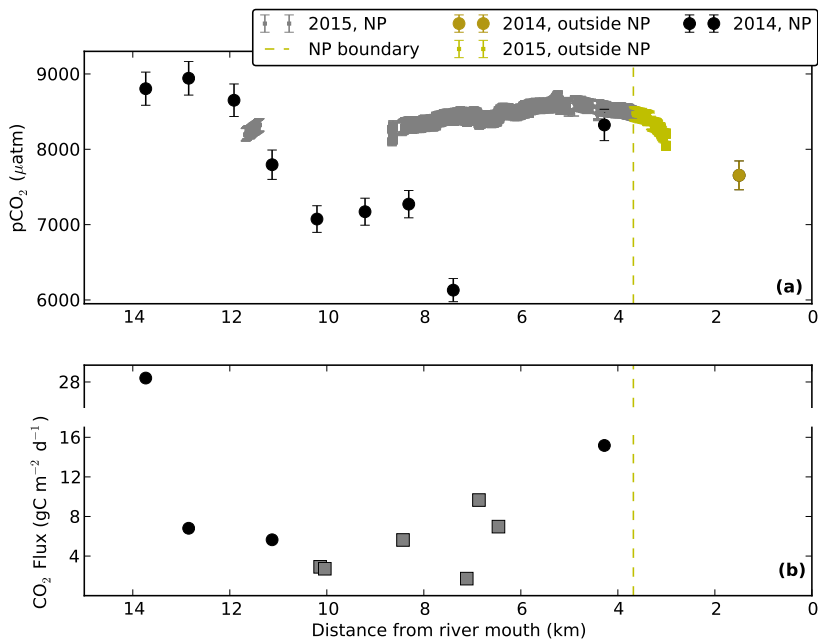 2015, NP
2014, outside NP
2014, NP
NP boundary
2015, outside NP
9000
8000
7000
6000
pCO₂ (μatm)
(a)
14 12 10 8 6 4 2 0
28
16
12
8
4
CO₂ Flux (gC m⁻² d⁻¹)
(b)
14 12 10 8 6 4 2 0
Distance from river mouth (km)